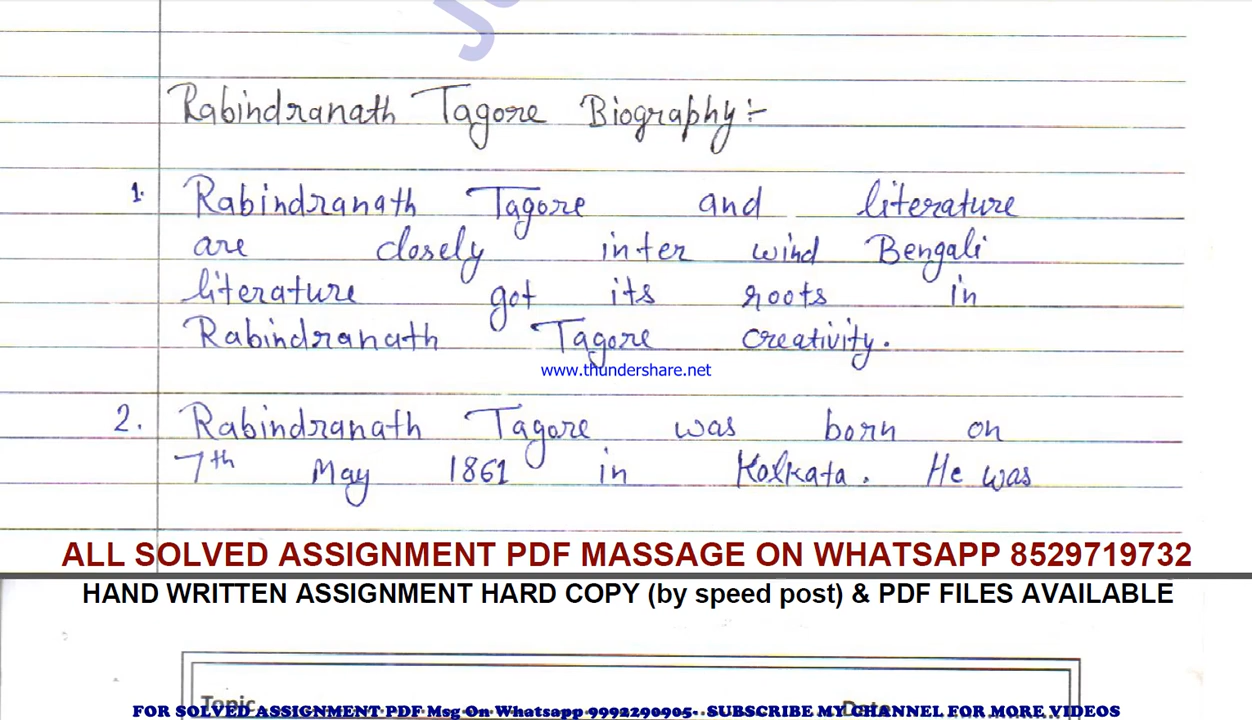 Rabindranath Tagore Biography :-
1. Rabindranath Tagore and literature
are closely inter wind Bengali
literature got its roots in
Rabindranath Tagore creativity.
www.thundershare.net
2. Rabindranath Tagore was born on
7th May 1861 in Kolkata. He was
ALL SOLVED ASSIGNMENT PDF MASSAGE ON WHATSAPP 8529719732
HAND WRITTEN ASSIGNMENT HARD COPY (by speed post) & PDF FILES AVAILABLE
Topic Date
FOR SOLVED ASSIGNMENT PDF Msg On Whatsapp 9992290905- SUBSCRIBE MY CHANNEL FOR MORE VIDEOS